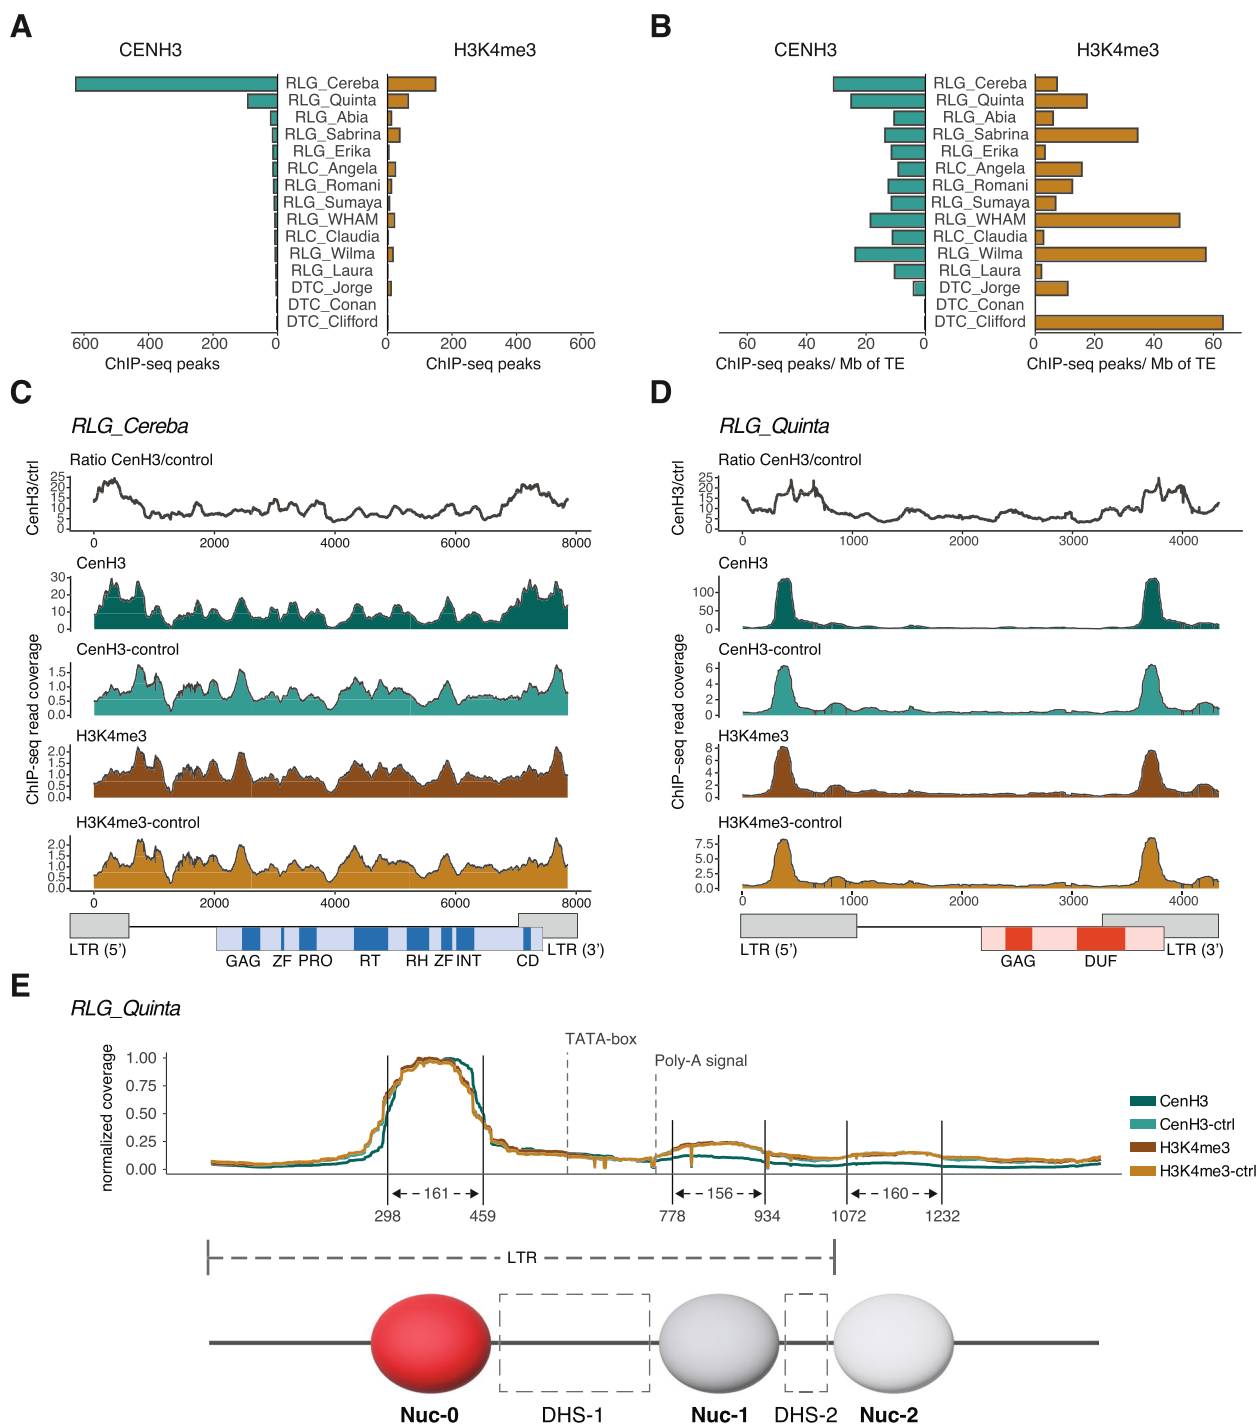 A
CENH3
H3K4me3
RLG_Cereba
RLG_Quinta
RLG_Abia
RLG_Sabrina
RLG_Erika
RLC_Angela
RLG_Romani
RLG_Sumaya
RLG_WHAM
RLC_Claudia
RLG_Wilma
RLG_Laura
DTC_Jorge
DTC_Conan
DTC_Clifford
600 400 200 0
0 200 400 600
ChIP-seq peaks
ChIP-seq peaks
B
CENH3
H3K4me3
RLG_Cereba
RLG_Quinta
RLG_Abia
RLG_Sabrina
RLG_Erika
RLC_Angela
RLG_Romani
RLG_Sumaya
RLG_WHAM
RLC_Claudia
RLG_Wilma
RLG_Laura
DTC_Jorge
DTC_Conan
DTC_Clifford
60 40 20 0
0 20 40 60
ChIP-seq peaks/ Mb of TE
ChIP-seq peaks/ Mb of TE
C
RLG_Cereba
Ratio CenH3/control
CenH3/ctrl
25
20
15
10
5
0
0 2000 4000 6000 8000
CenH3
30
20
10
0
ChIP-seq read coverage
CenH3-control
1.5
1.0
0.5
0.0
H3K4me3
2.0
1.5
1.0
0.5
0.0
H3K4me3-control
2.0
1.5
1.0
0.5
0.0
0 2000 4000 6000 8000
LTR (5')
LTR (3')
GAG ZF PRO RT RH ZF INT CD
D
RLG_Quinta
Ratio CenH3/control
CenH3/ctrl
25
20
15
10
5
0
0 1000 2000 3000 4000
CenH3
100
50
0
ChIP–seq read coverage
CenH3-control
6
4
2
0
H3K4me3
8
6
4
2
0
H3K4me3-control
7.5
5.0
2.5
0.0
0 1000 2000 3000 4000
LTR (5')
LTR (3')
GAG DUF
E
RLG_Quinta
normalized coverage
1.00
0.75
0.50
0.25
0.00
TATA-box
Poly-A signal
CenH3
CenH3-ctrl
H3K4me3
H3K4me3-ctrl
161
156
160
298 459 778 934 1072 1232
LTR
Nuc-0 DHS-1 Nuc-1 DHS-2 Nuc-2